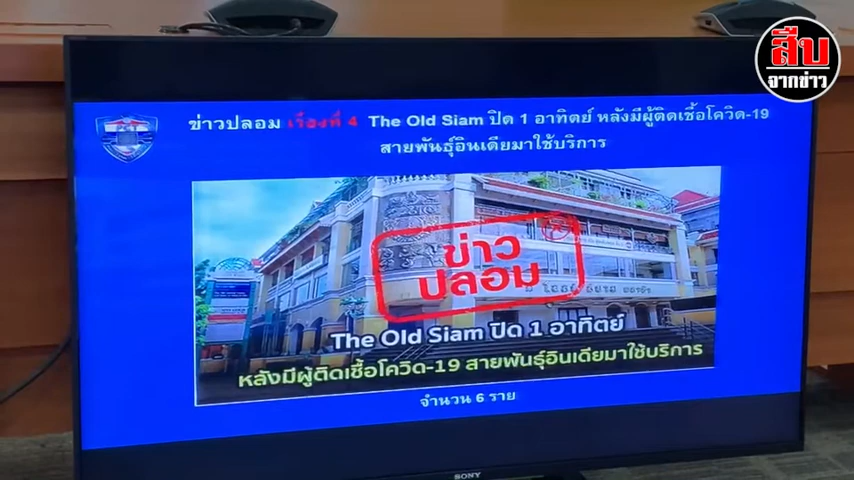 สืบ
จากข่าว
PCT
ข่าวปลอม เรื่องที่ 4 The Old Siam ปิด 1 อาทิตย์ หลังมีผู้ติดเชื้อโควิด-19
สายพันธุ์อินเดียมาใช้บริการ
ข่าว
ปลอม
The Old Siam ปิด 1 อาทิตย์
หลังมีผู้ติดเชื้อโควิด-19 สายพันธุ์อินเดียมาใช้บริการ
จำนวน 6 ราย
SONY